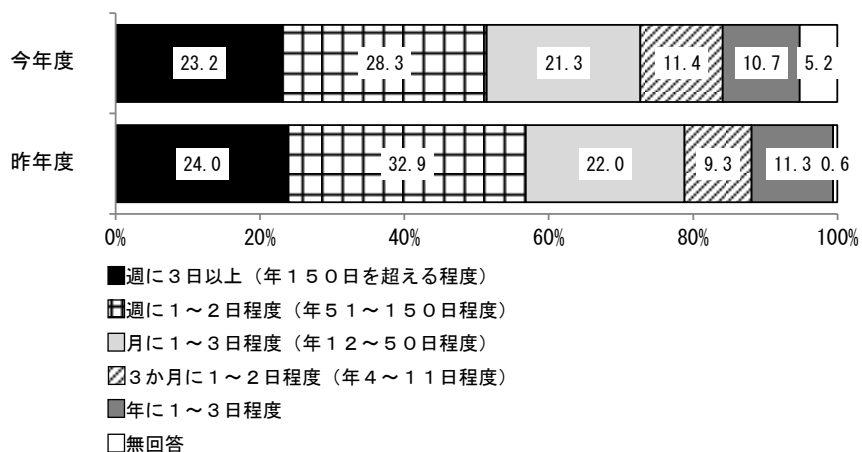 今年度
23.2 28.3 21.3 11.4 10.7 5.2
昨年度
24.0 32.9 22.0 9.3 11.3 0.6
0% 20% 40% 60% 80% 100%
週に３日以上（年１５０日を超える程度）
週に１～２日程度（年５１～１５０日程度）
月に１～３日程度（年１２～５０日程度）
３か月に１～２日程度（年４～１１日程度）
年に１～３日程度
無回答